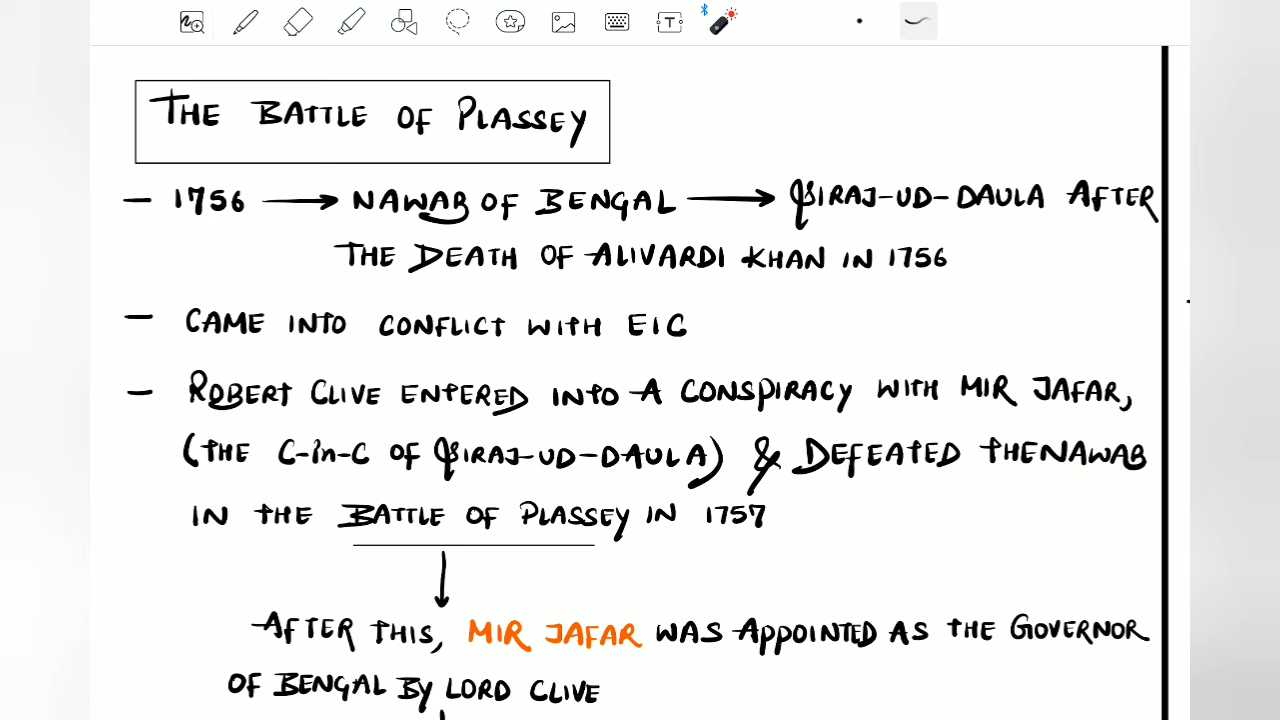 THE BATTLE OF PLASSEY
- 1756 → NAWAB OF BENGAL → SIRAJ-UD-DAULA AFTER
THE DEATH OF ALIVARDI KHAN IN 1756
- CAME INTO CONFLICT WITH EIC
- ROBERT CLIVE ENTERED INTO A CONSPIRACY WITH MIR JAFAR,
(THE C-in-C OF SIRAJ-UD-DAULA) & DEFEATED THE NAWAB
IN THE BATTLE OF PLASSEY IN 1757
↓
AFTER THIS, MIR JAFAR WAS APPOINTED AS THE GOVERNOR
OF BENGAL BY LORD CLIVE